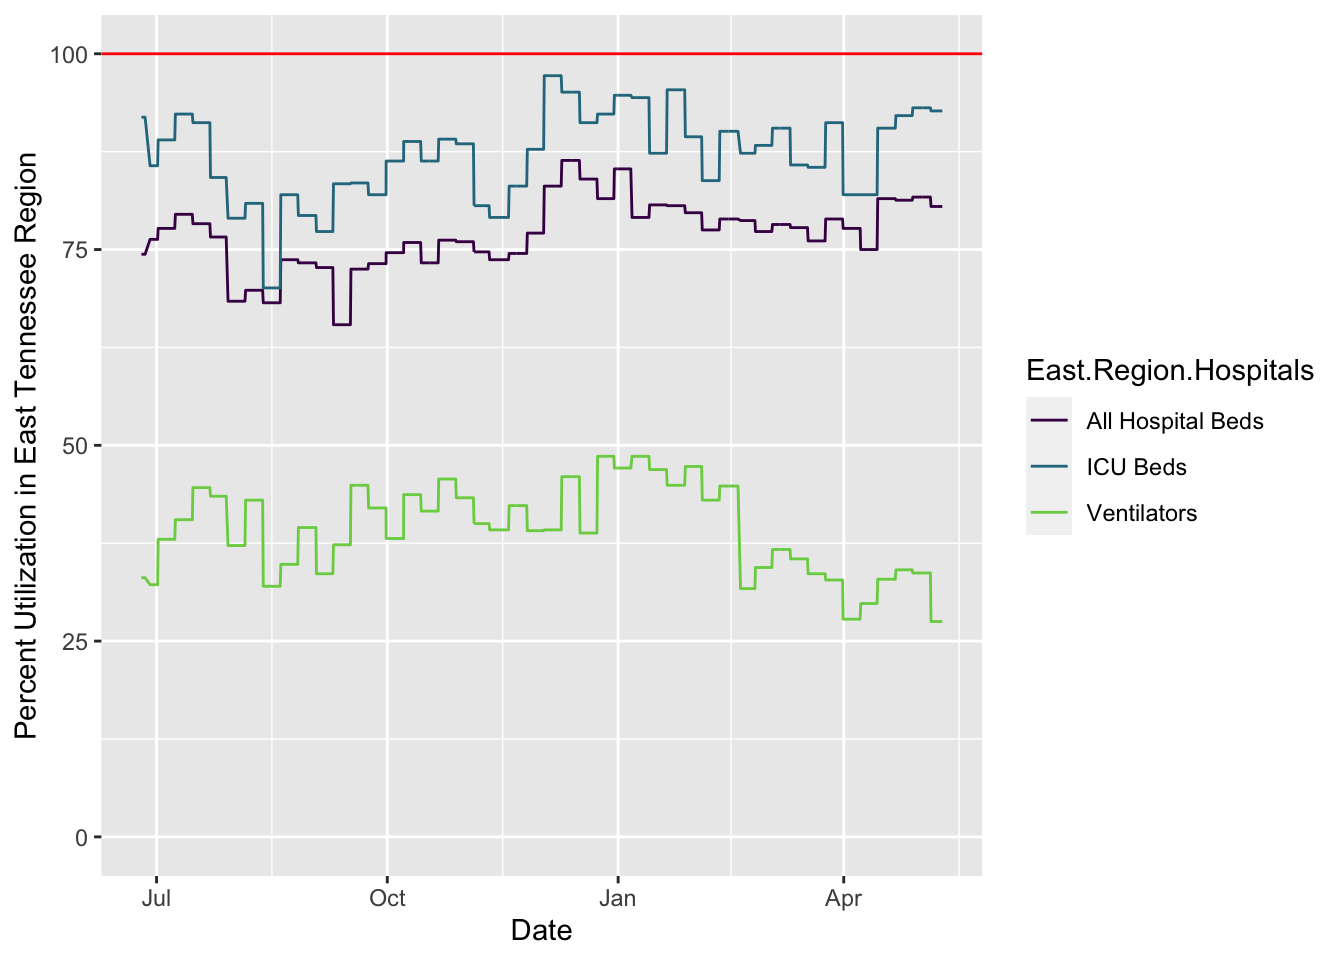 Percent Utilization in East Tennessee Region
100
75
50
25
0
Jul
Oct
Jan
Apr
Date
East.Region.Hospitals
All Hospital Beds
ICU Beds
Ventilators